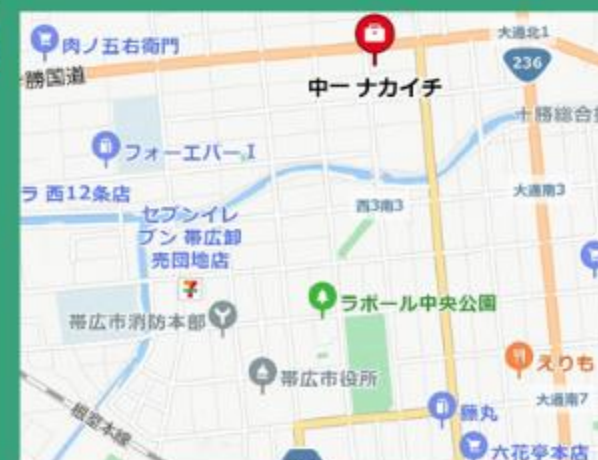 大通北1
肉ノ五右衛門
236
勝国道
中一 ナカイチ
十勝総合
フォーエバー I
ラ 西12条店
大通南3
西3南3
セブンイレ
ブン 帯広卸
売団地店
ラポール中央公園
帯広市消防本部
えりも
帯広市役所
大通南7
藤丸
根室本線
六花亭本店